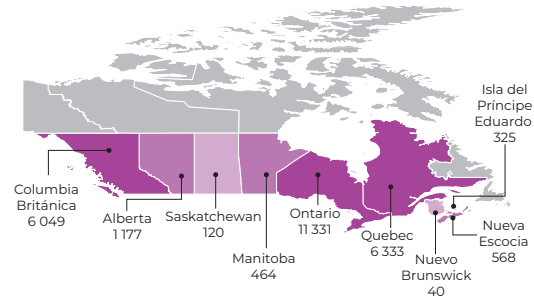 Isla del
Príncipe
Eduardo
325
Columbia
Británica
6 049
Alberta
1 177
Saskatchewan
120
Manitoba
464
Ontario
11 331
Quebec
6 333
Nuevo
Brunswick
40
Nueva
Escocia
568